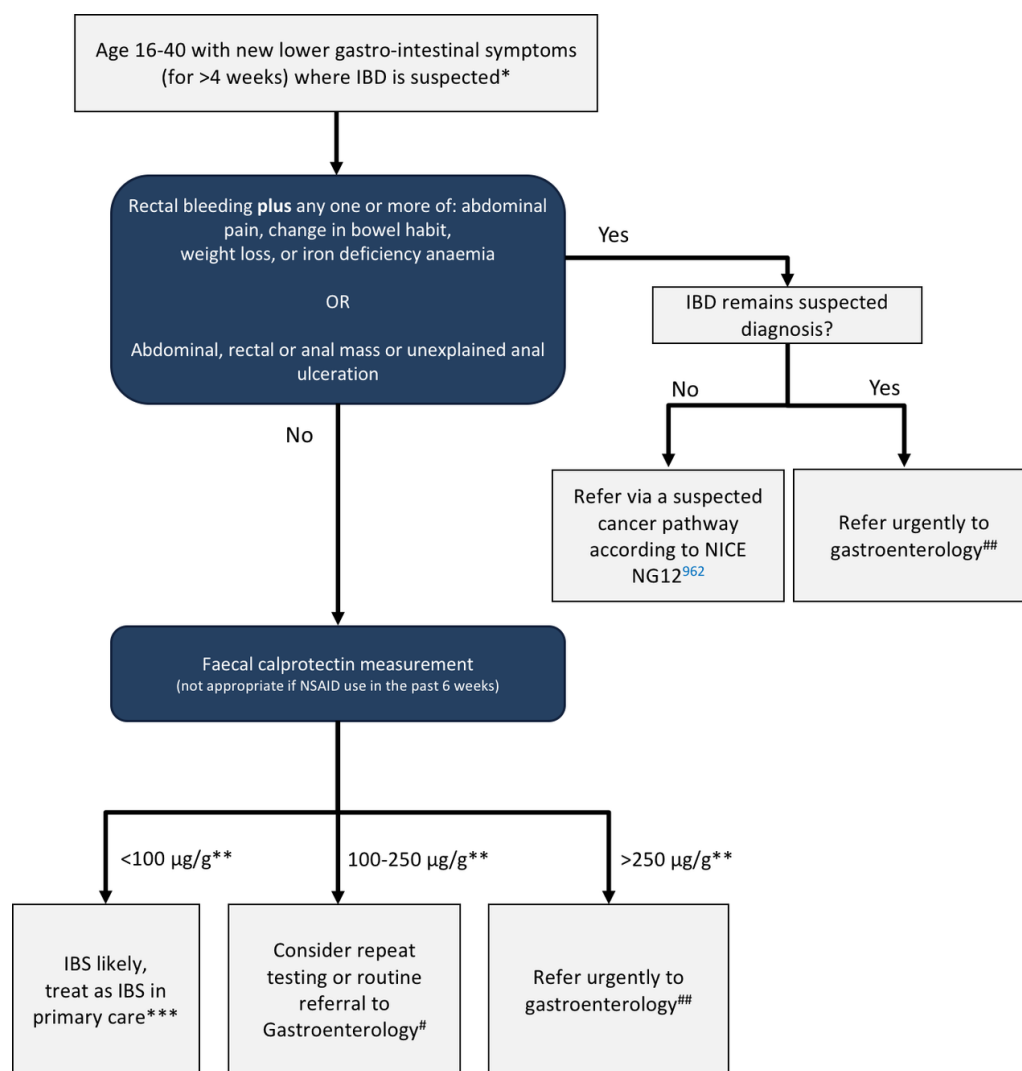 Age 16-40 with new lower gastro-intestinal symptoms
(for >4 weeks) where IBD is suspected*
Rectal bleeding plus any one or more of: abdominal
pain, change in bowel habit,
weight loss, or iron deficiency anaemia
OR
Abdominal, rectal or anal mass or unexplained anal
ulceration
Yes
IBD remains suspected
diagnosis?
No
Yes
Refer via a suspected
cancer pathway
according to NICE
NG12962
Refer urgently to
gastroenterology##
No
Faecal calprotectin measurement
(not appropriate if NSAID use in the past 6 weeks)
<100 µg/g**
100-250 µg/g**
>250 µg/g**
IBS likely,
treat as IBS in
primary care***
Consider repeat
testing or routine
referral to
Gastroenterology#
Refer urgently to
gastroenterology##